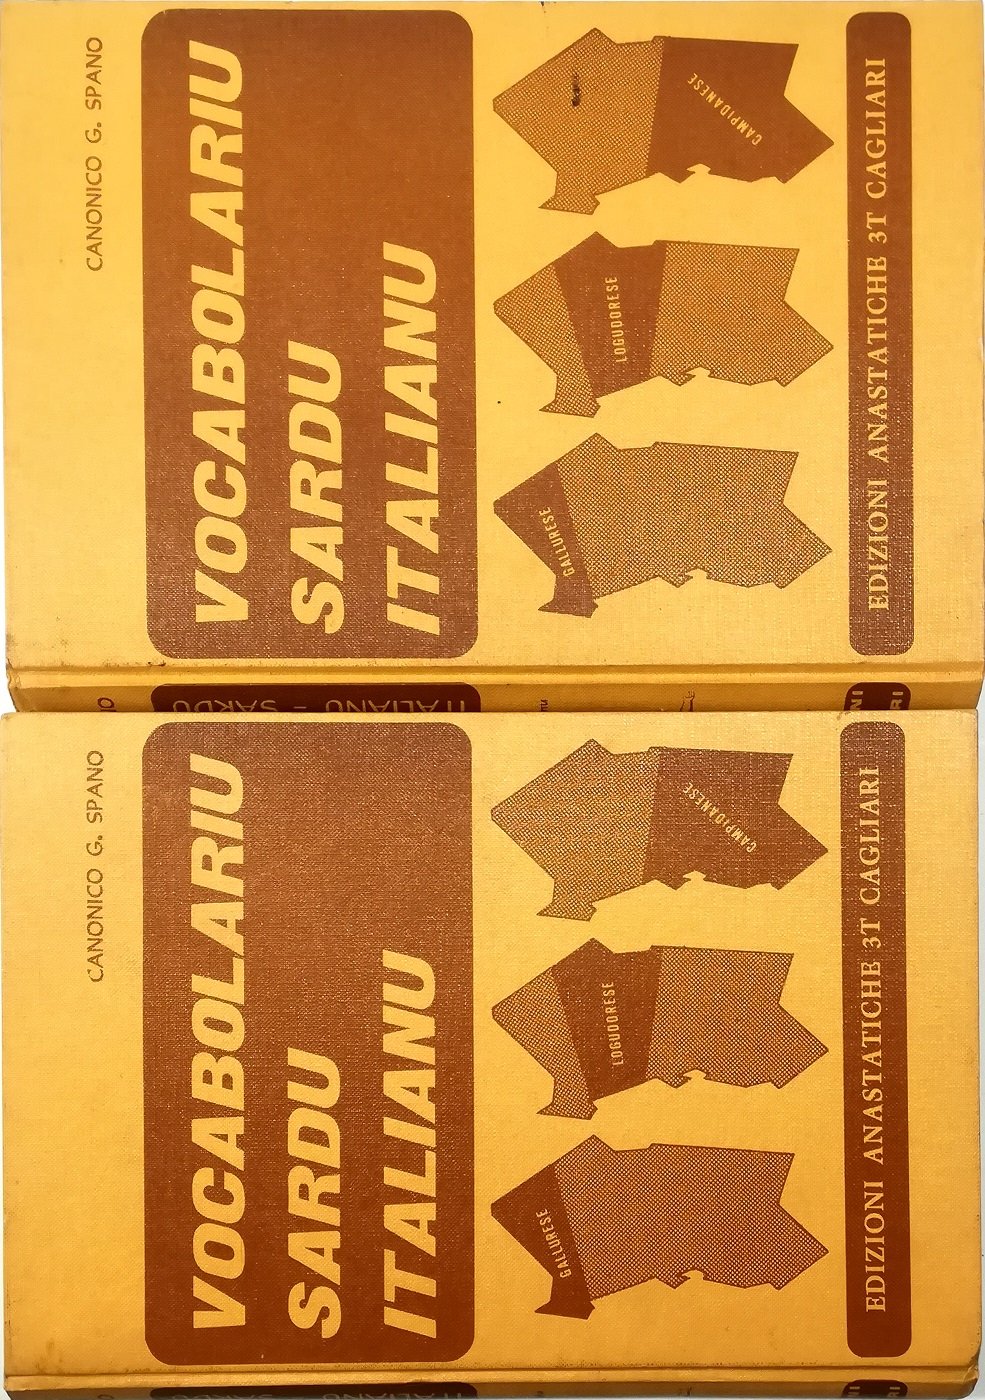 CANONICO G. SPANO
VOCABOLARIU
SARDU
ITALIANU
GALLURESE
LOGUDORESE
CAMPIDANESE
EDIZIONI ANASTATICHE 3T CAGLIARI
ITALIANU - SARDU
CANONICO G. SPANO
VOCABOLARIU
SARDU
ITALIANU
GALLURESE
LOGUDORESE
CAMPIDANESE
EDIZIONI ANASTATICHE 3T CAGLIARI